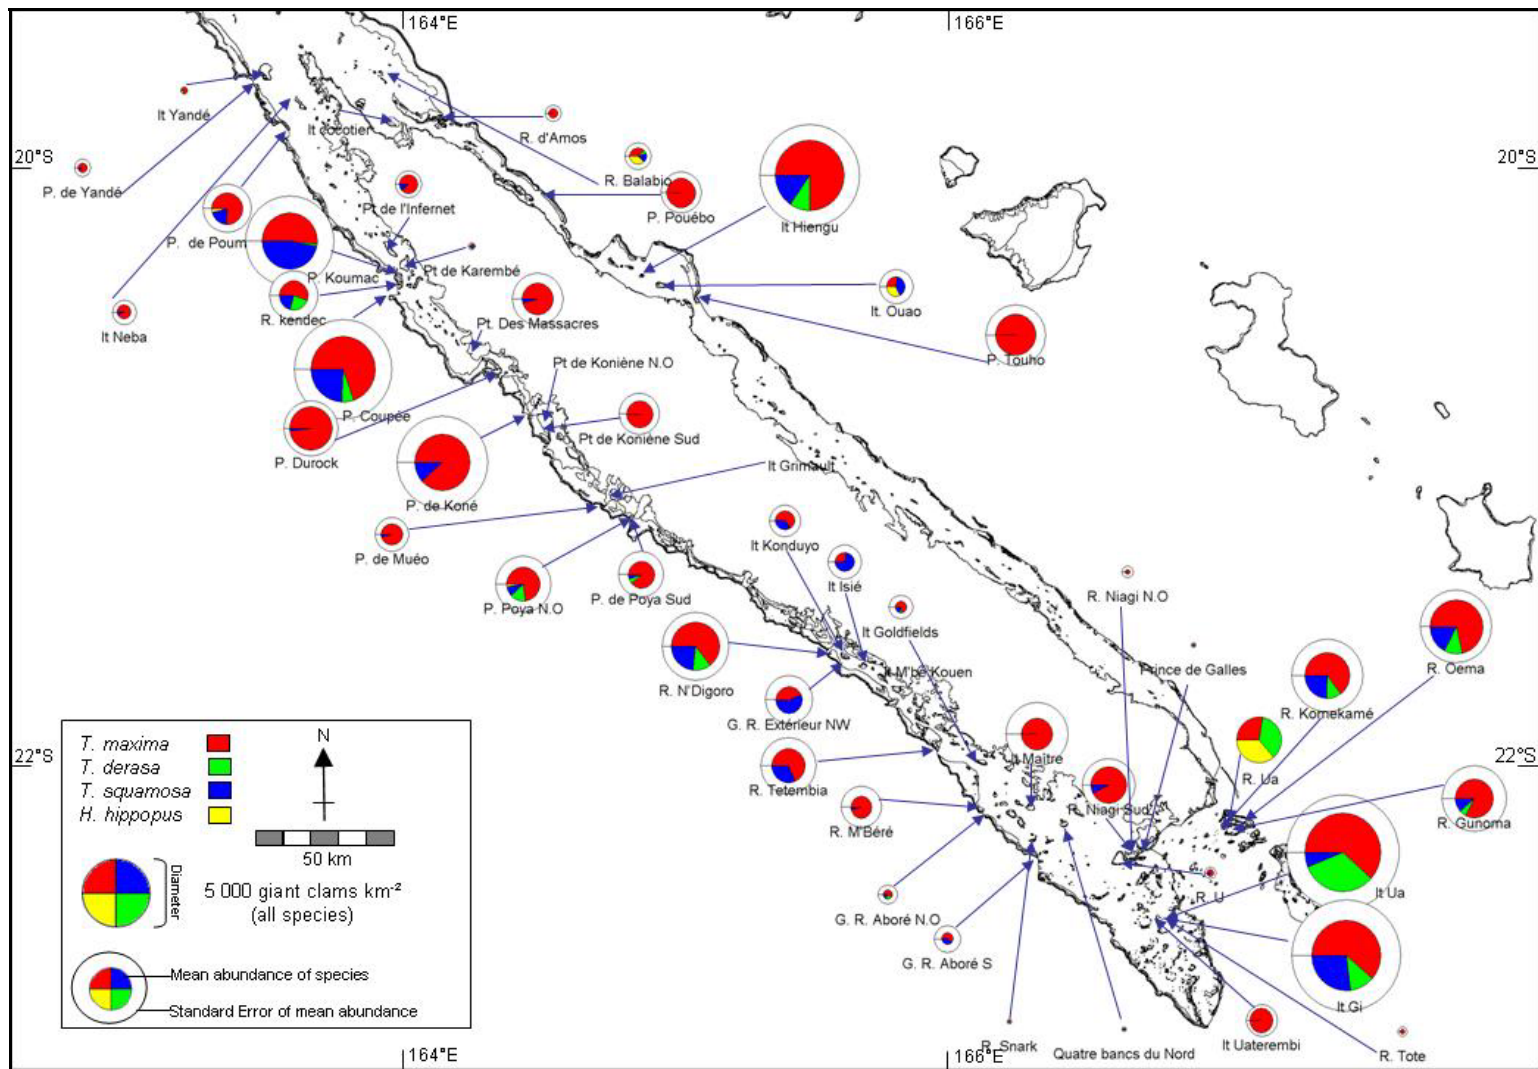 164°E
166°E
It Yandé
It cocotier
R. d'Amos
20°S
20°S
P. de Yandé
R. Balabio
Pt de l'Infernet
P. Pouébo
It Hiengu
P. de Poum
P. Koumac
Pt de Karembé
R. kendec
It. Ouao
It Neba
Pt. Des Massacres
P. Touho
Pt de Koniène N.O
P. Coupée
P. Durock
Pt de Koniène Sud
It Grimault
P. de Koné
It Konduyo
P. de Muéo
It Isié
P. Poya N.O
P. de Poya Sud
R. Niagi N.O
It Goldfields
R. N'Digoro
It M'bé Kouen
Prince de Galles
R. Oema
R. Komekamé
G. R. Extérieur NW
T. maxima
T. derasa
T. squamosa
H. hippopus
N
50 km
22°S
22°S
It Maitre
R. Ua
R. Tetembia
R. Niagi Sud
R. M'Béré
R. Gunoma
Diameter
5 000 giant clams km⁻²
(all species)
R. U
It Ua
G. R. Aboré N.O
G. R. Aboré S
Mean abundance of species
Standard Error of mean abundance
It Gi
R. Snark
Quatre bancs du Nord
It Uaterembi
R. Tote
164°E
166°E